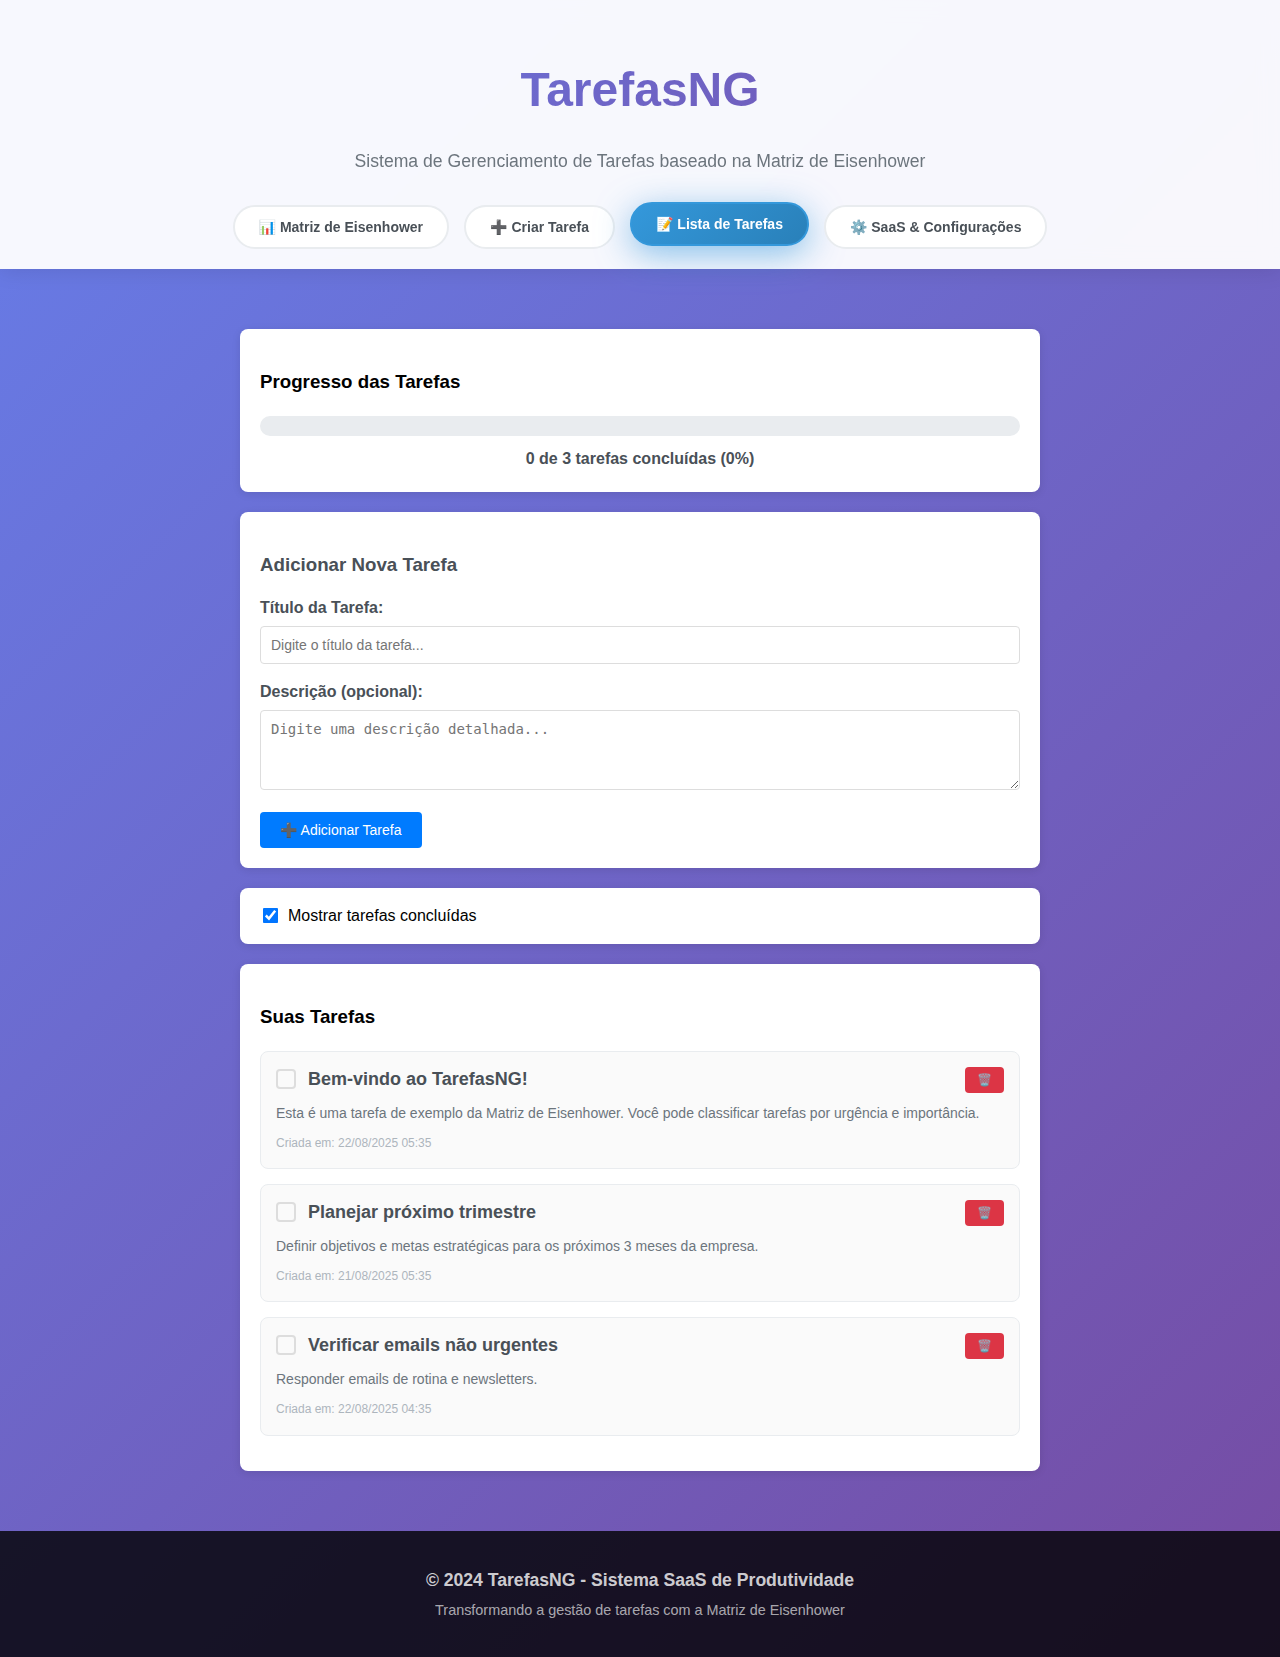 TarefasNG
Sistema de Gerenciamento de Tarefas baseado na Matriz de Eisenhower
📊 Matriz de Eisenhower
➕ Criar Tarefa
📝 Lista de Tarefas
⚙️ SaaS & Configurações
Progresso das Tarefas
0 de 3 tarefas concluídas (0%)
Adicionar Nova Tarefa
Título da Tarefa:
Digite o título da tarefa...
Descrição (opcional):
Digite uma descrição detalhada...
➕ Adicionar Tarefa
Mostrar tarefas concluídas
Suas Tarefas
Bem-vindo ao TarefasNG!
Esta é uma tarefa de exemplo da Matriz de Eisenhower. Você pode classificar tarefas por urgência e importância.
Criada em: 22/08/2025 05:35
Planejar próximo trimestre
Definir objetivos e metas estratégicas para os próximos 3 meses da empresa.
Criada em: 21/08/2025 05:35
Verificar emails não urgentes
Responder emails de rotina e newsletters.
Criada em: 22/08/2025 04:35
© 2024 TarefasNG - Sistema SaaS de Produtividade
Transformando a gestão de tarefas com a Matriz de Eisenhower